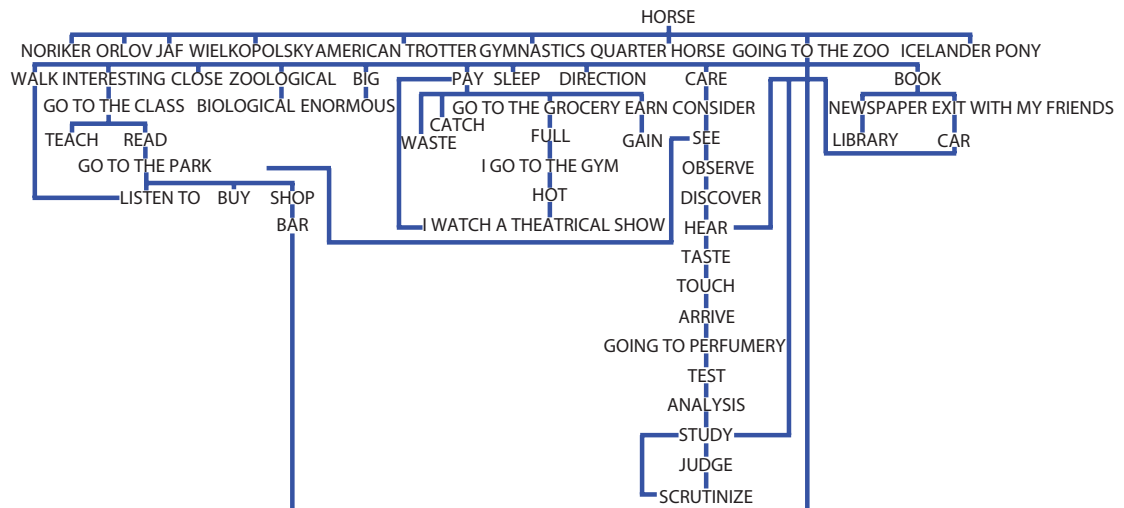 HORSE
NORIKER ORLOV JAF WIELKOPOLSKY AMERICAN TROTTER GYMNASTICS QUARTER HORSE GOING TO THE ZOO ICELANDER PONY
WALK INTERESTING CLOSE ZOOLOGICAL BIG PAY SLEEP DIRECTION CARE BOOK
GO TO THE CLASS BIOLOGICAL ENORMOUS GO TO THE GROCERY EARN CONSIDER NEWSPAPER EXIT WITH MY FRIENDS
CATCH
TEACH READ WASTE FULL GAIN SEE LIBRARY CAR
GO TO THE PARK I GO TO THE GYM OBSERVE
LISTEN TO BUY SHOP HOT DISCOVER
BAR I WATCH A THEATRICAL SHOW HEAR
TASTE
TOUCH
ARRIVE
GOING TO PERFUMERY
TEST
ANALYSIS
STUDY
JUDGE
SCRUTINIZE